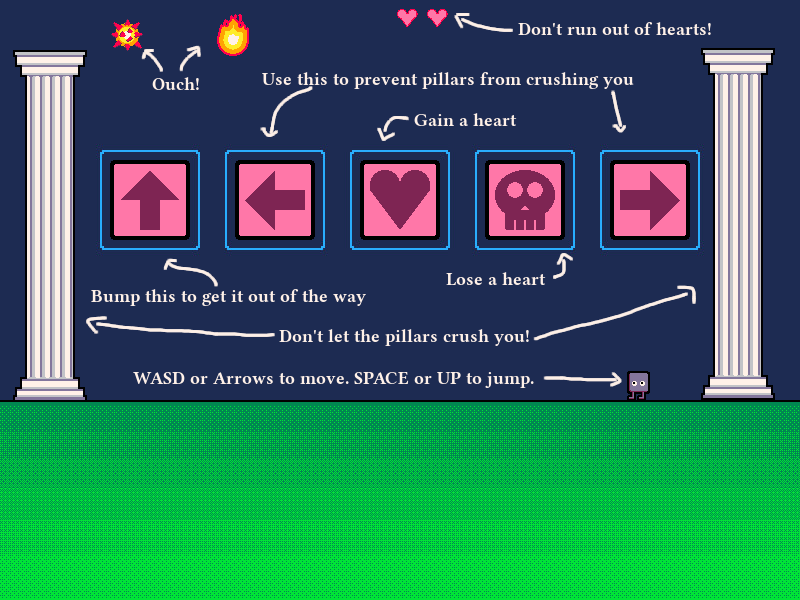 Don't run out of hearts!
Ouch!
Use this to prevent pillars from crushing you
Gain a heart
Lose a heart
Bump this to get it out of the way
Don't let the pillars crush you!
WASD or Arrows to move. SPACE or UP to jump.